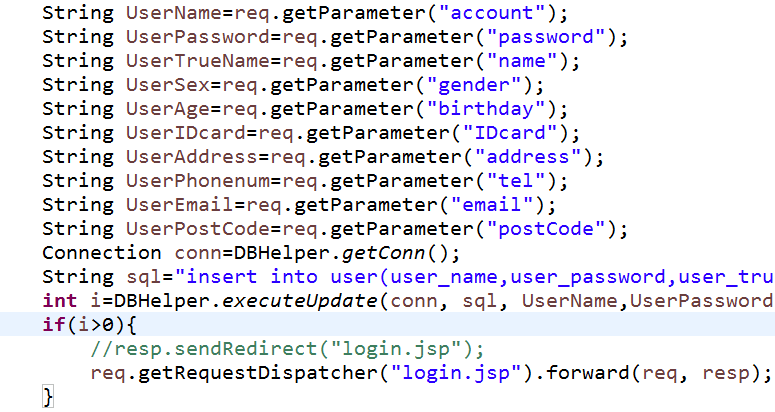 String UserName=req.getParameter("account");
String UserPassword=req.getParameter("password");
String UserTrueName=req.getParameter("name");
String UserSex=req.getParameter("gender");
String UserAge=req.getParameter("birthday");
String UserIDcard=req.getParameter("IDcard");
String UserAddress=req.getParameter("address");
String UserPhonenum=req.getParameter("tel");
String UserEmail=req.getParameter("email");
String UserPostCode=req.getParameter("postCode");
Connection conn=DBHelper.getConn();
String sql="insert into user(user_name,user_password,user_tru
int i=DBHelper.executeUpdate(conn, sql, UserName,UserPassword
if(i>0){
//resp.sendRedirect("login.jsp");
req.getRequestDispatcher("login.jsp").forward(req, resp);
}